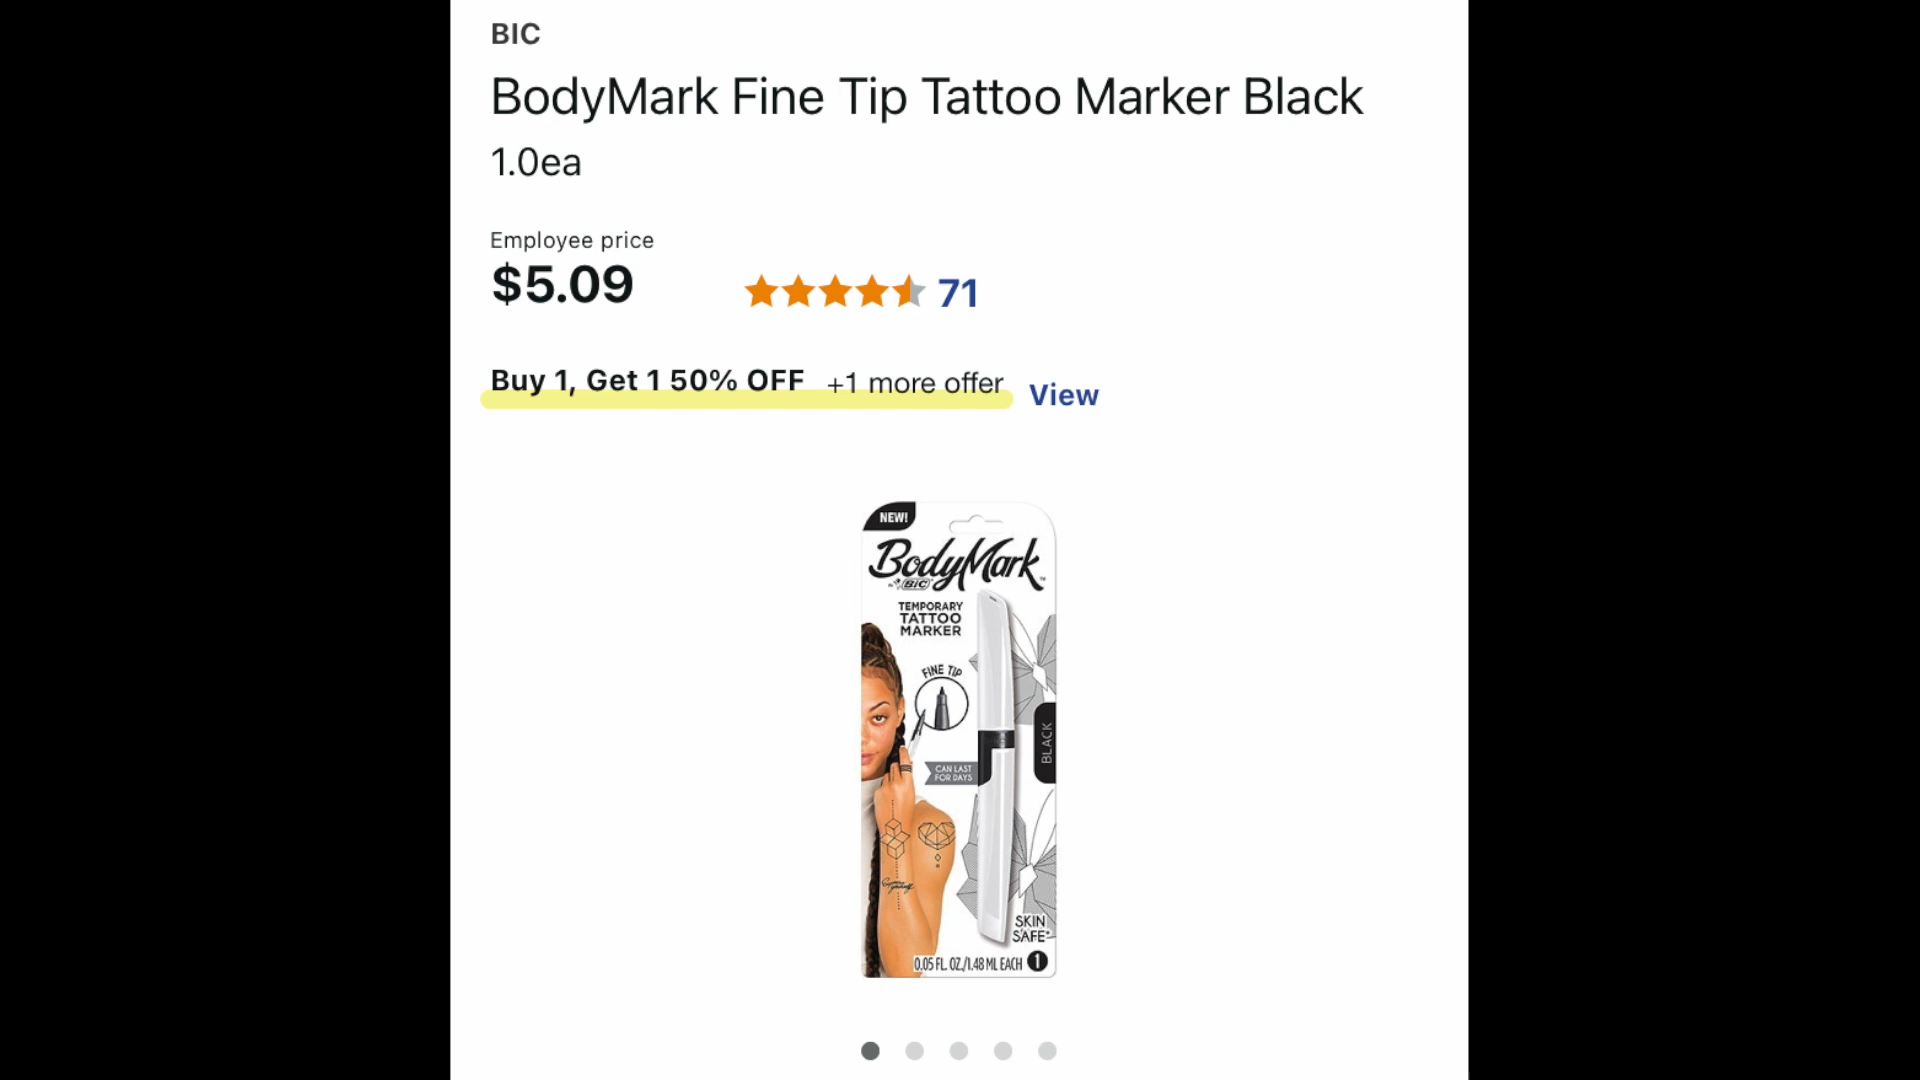 BIC
BodyMark Fine Tip Tattoo Marker Black
1.0ea
Employee price
$5.09
71
Buy 1, Get 1 50% OFF +1 more offer View
NEW!
BodyMark™
by BIC®
TEMPORARY
TATTOO
MARKER
FINE TIP
BLACK
CAN LAST
FOR DAYS
SKIN
SAFE*
0.05 FL. OZ./1.48 ML EACH 1